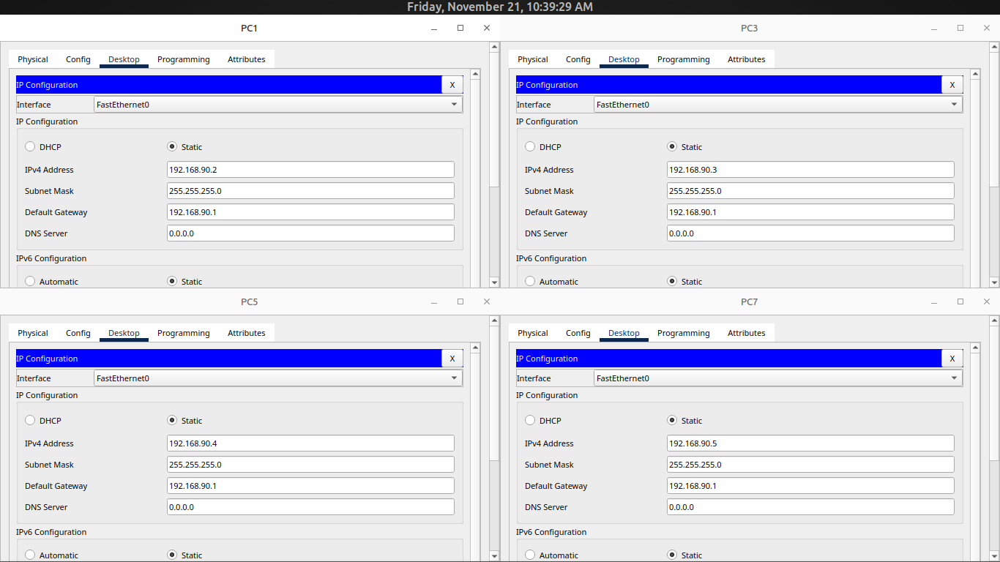 Friday, November 21, 10:39:29 AM
PC1
Physical Config Desktop Programming Attributes
IP Configuration X
Interface FastEthernet0
IP Configuration
DHCP Static
IPv4 Address 192.168.90.2
Subnet Mask 255.255.255.0
Default Gateway 192.168.90.1
DNS Server 0.0.0.0
IPv6 Configuration
Automatic Static
PC3
Physical Config Desktop Programming Attributes
IP Configuration X
Interface FastEthernet0
IP Configuration
DHCP Static
IPv4 Address 192.168.90.3
Subnet Mask 255.255.255.0
Default Gateway 192.168.90.1
DNS Server 0.0.0.0
IPv6 Configuration
Automatic Static
PC5
Physical Config Desktop Programming Attributes
IP Configuration X
Interface FastEthernet0
IP Configuration
DHCP Static
IPv4 Address 192.168.90.4
Subnet Mask 255.255.255.0
Default Gateway 192.168.90.1
DNS Server 0.0.0.0
IPv6 Configuration
Automatic Static
PC7
Physical Config Desktop Programming Attributes
IP Configuration X
Interface FastEthernet0
IP Configuration
DHCP Static
IPv4 Address 192.168.90.5
Subnet Mask 255.255.255.0
Default Gateway 192.168.90.1
DNS Server 0.0.0.0
IPv6 Configuration
Automatic Static